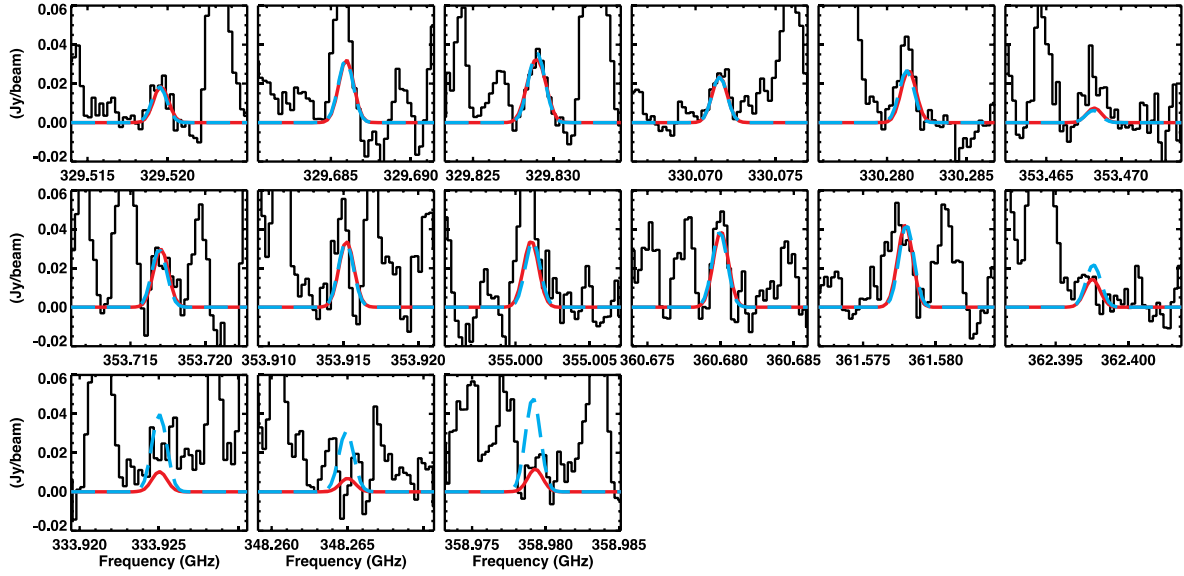 (Jy/beam) 0.06 0.04 0.02 0.00 -0.02
329.515 329.520 329.685 329.690 329.825 329.830 330.070 330.075 330.280 330.285 353.465 353.470
(Jy/beam) 0.06 0.04 0.02 0.00 -0.02
353.715 353.720 353.910 353.915 353.920 355.000 355.005 360.675 360.680 360.685 361.575 361.580 362.395 362.400
(Jy/beam) 0.06 0.04 0.02 0.00 -0.02
333.920 333.925 348.260 348.265 358.975 358.980 358.985
Frequency (GHz) Frequency (GHz) Frequency (GHz)